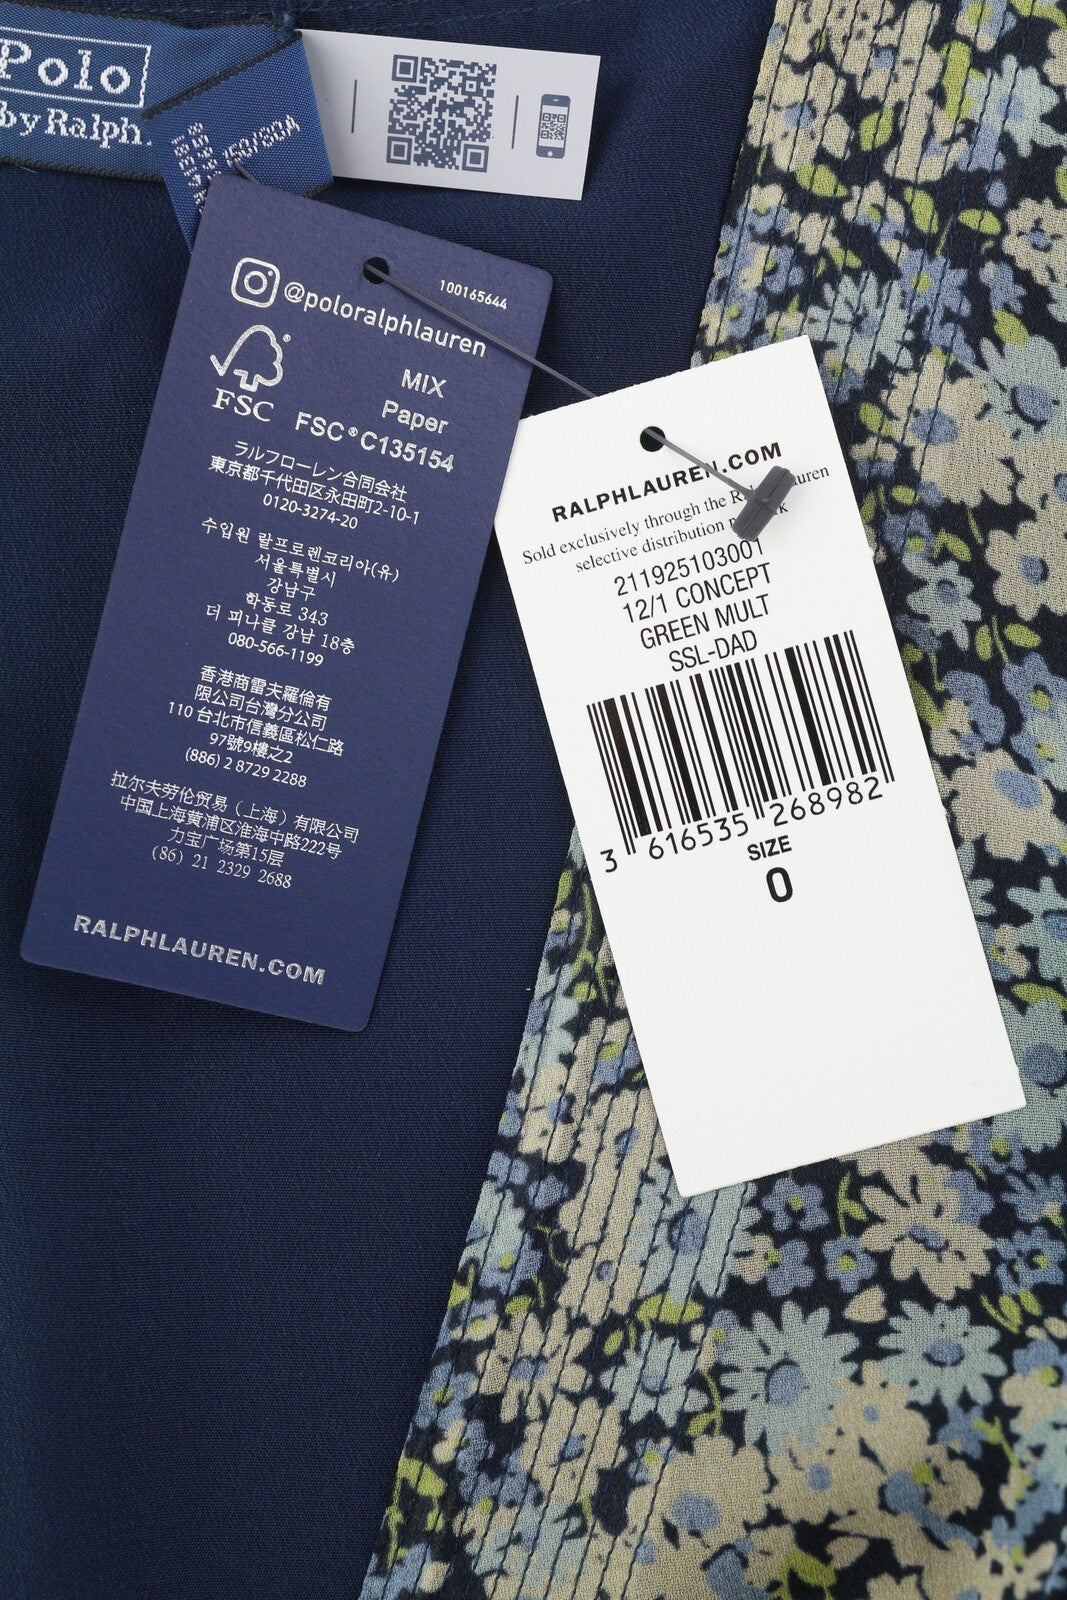 Polo
by Ralph
@poloralphlauren
100165644
FSC
MIX
Paper
FSC® C135154
ラルフローレン合同会社
東京都千代田区永田町2-10-1
0120-3274-20
수입원 랄프로렌코리아(유)
서울특별시
강남구
학동로 343
더 피나클 강남 18층
080-566-1199
香港商雷夫羅倫有
限公司台灣分公司
110 台北市信義區松仁路
97號9樓之2
(886) 2 8729 2288
拉尔夫劳伦贸易（上海）有限公司
中国上海黄浦区淮海中路222号
力宝广场第15层
(86) 21 2329 2688
RALPHLAUREN.COM
RALPHLAUREN.COM
Sold exclusively through the
selective distribution
211925103001
12/1 CONCEPT
GREEN MULT
SSL-DAD
3 616535 268982
SIZE
0